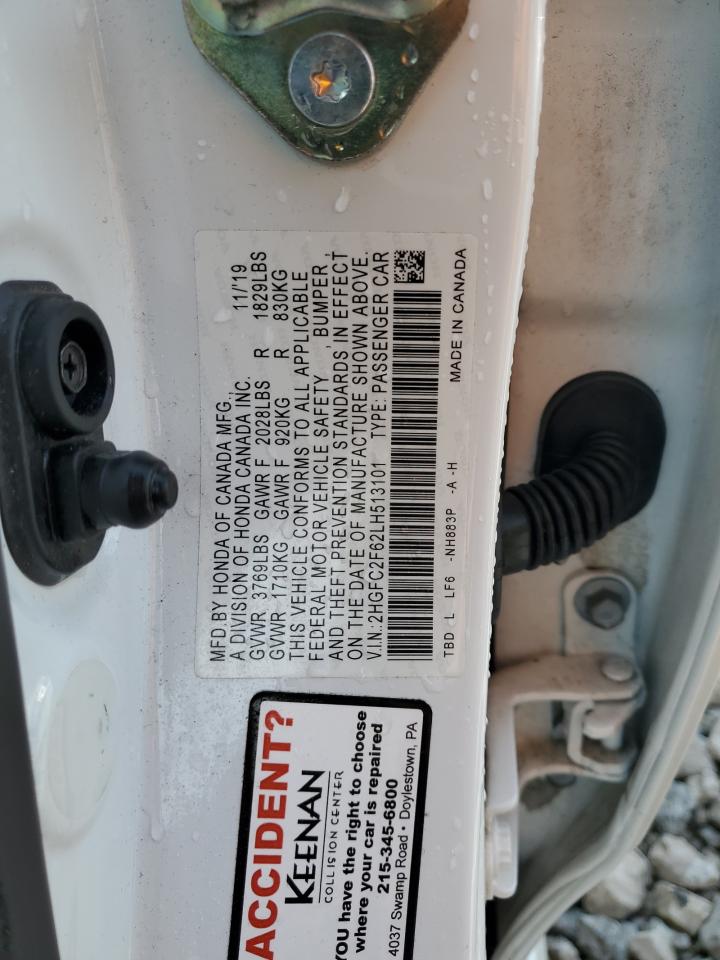 MFD. BY HONDA OF CANADA MFG.,
A DIVISION OF HONDA CANADA INC. 11/'19
GVWR 3769LBS GAWR F 2028LBS R 1829LBS
GVWR 1710KG GAWR F 920KG R 830KG
THIS VEHICLE CONFORMS TO ALL APPLICABLE
FEDERAL MOTOR VEHICLE SAFETY, BUMPER,
AND THEFT PREVENTION STANDARDS IN EFFECT
ON THE DATE OF MANUFACTURE SHOWN ABOVE.
V.I.N.:2HGFC2F62LH513101 TYPE: PASSENGER CAR
MADE IN CANADA
TBD L LF6 -NH883P -A -H
ACCIDENT?
KEENAN
COLLISION CENTER
You have the right to choose
where your car is repaired
215-345-6800
4037 Swamp Road • Doylestown, PA